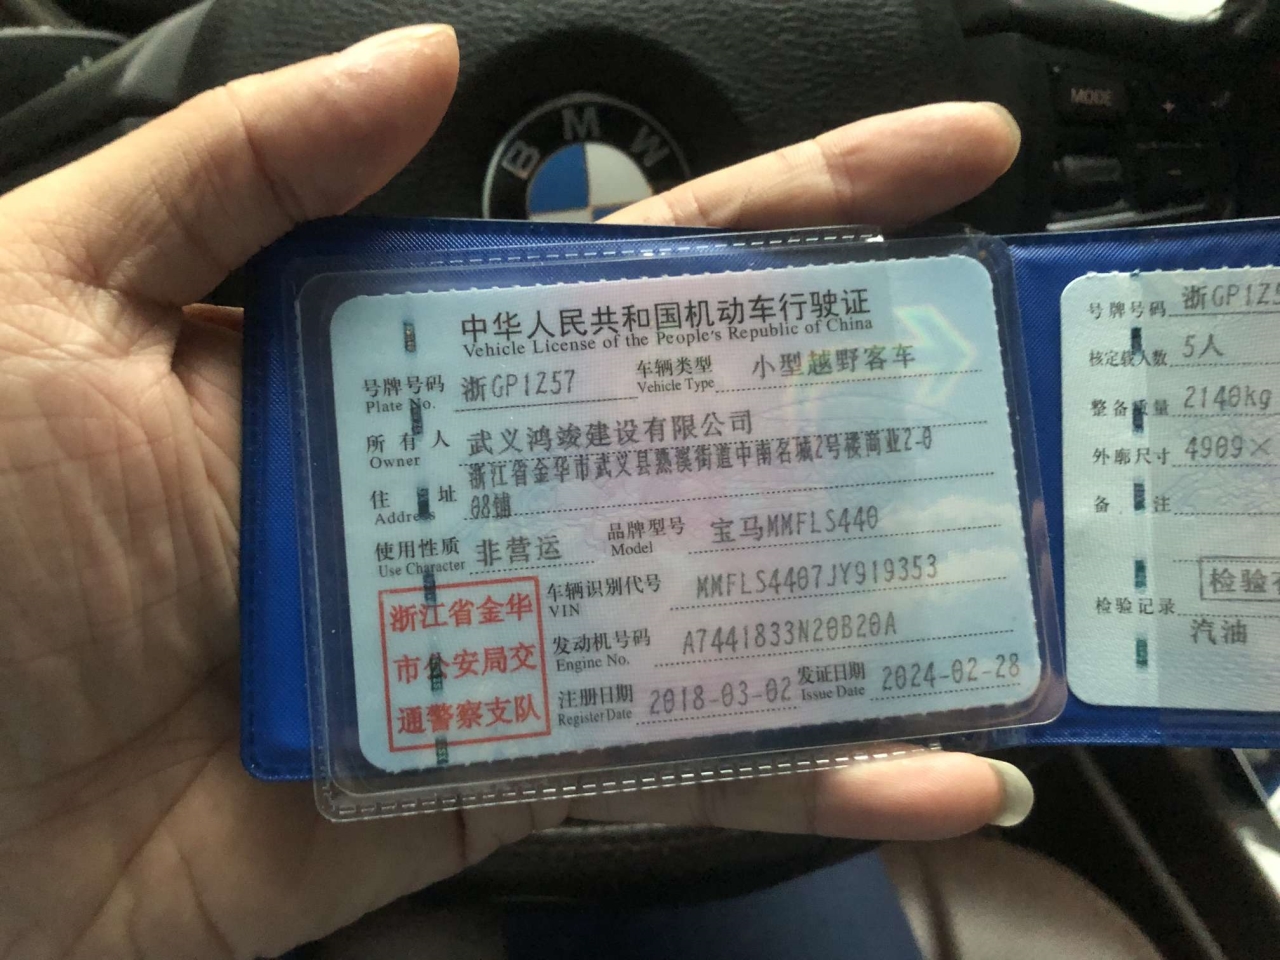 BMW
MODE
+
-
中华人民共和国机动车行驶证
Vehicle License of the People's Republic of China
号牌号码 浙GP1Z57 车辆类型 小型越野客车
Plate No. Vehicle Type
所有人 武义鸿竣建设有限公司
Owner
住址 浙江省金华市武义县熟溪街道中南名城2号楼商业2-0
Address 08铺
使用性质 非营运 品牌型号 宝马MMFLS440
Use Character Model
浙江省金华
市公安局交
通警察支队
车辆识别代号 MMFLS4407JY919353
VIN
发动机号码 A7441833N20B20A
Engine No.
注册日期 2018-03-02 发证日期 2024-02-28
Register Date Issue Date
号牌号码 浙GP1Z
核定载人数 5人
整备质量 2140kg
外廓尺寸 4909×
备注
检验
检验记录
汽油